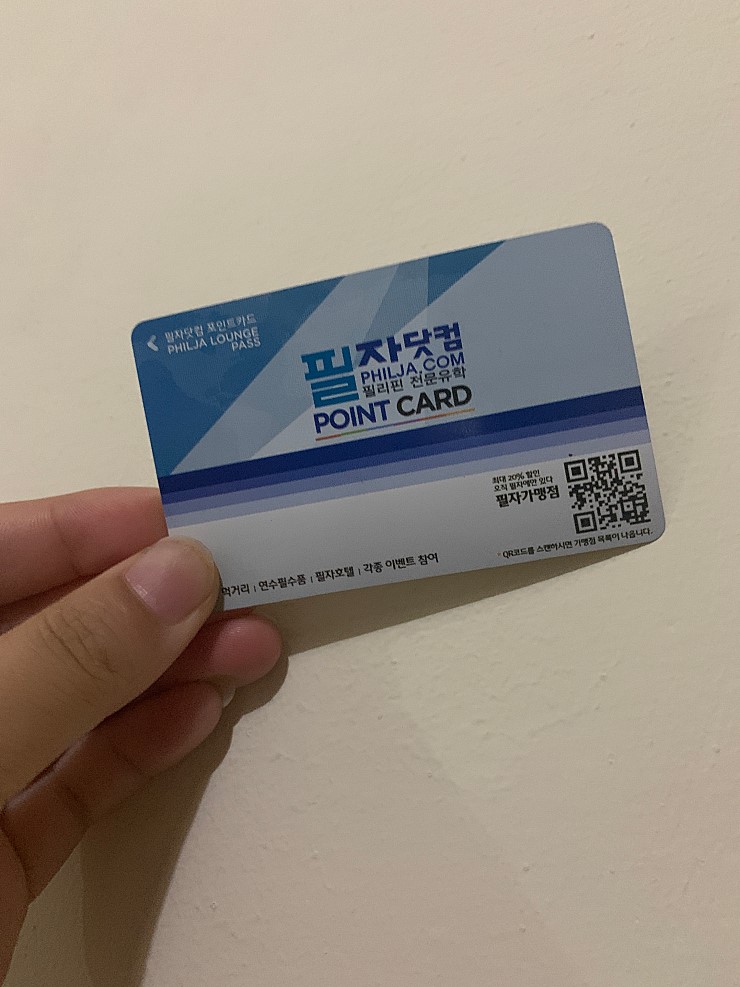 필자닷컴 포인트카드
PHILJA LOUNGE
PASS
필자닷컴
PHILJA.COM
필리핀 전문유학
POINT CARD
최대 20% 할인
오직 필자에만 있다
필자가맹점
먹거리 | 연수필수품 | 필자호텔 | 각종 이벤트 참여
* QR코드를 스캔하시면 가맹점 목록이 나옵니다.